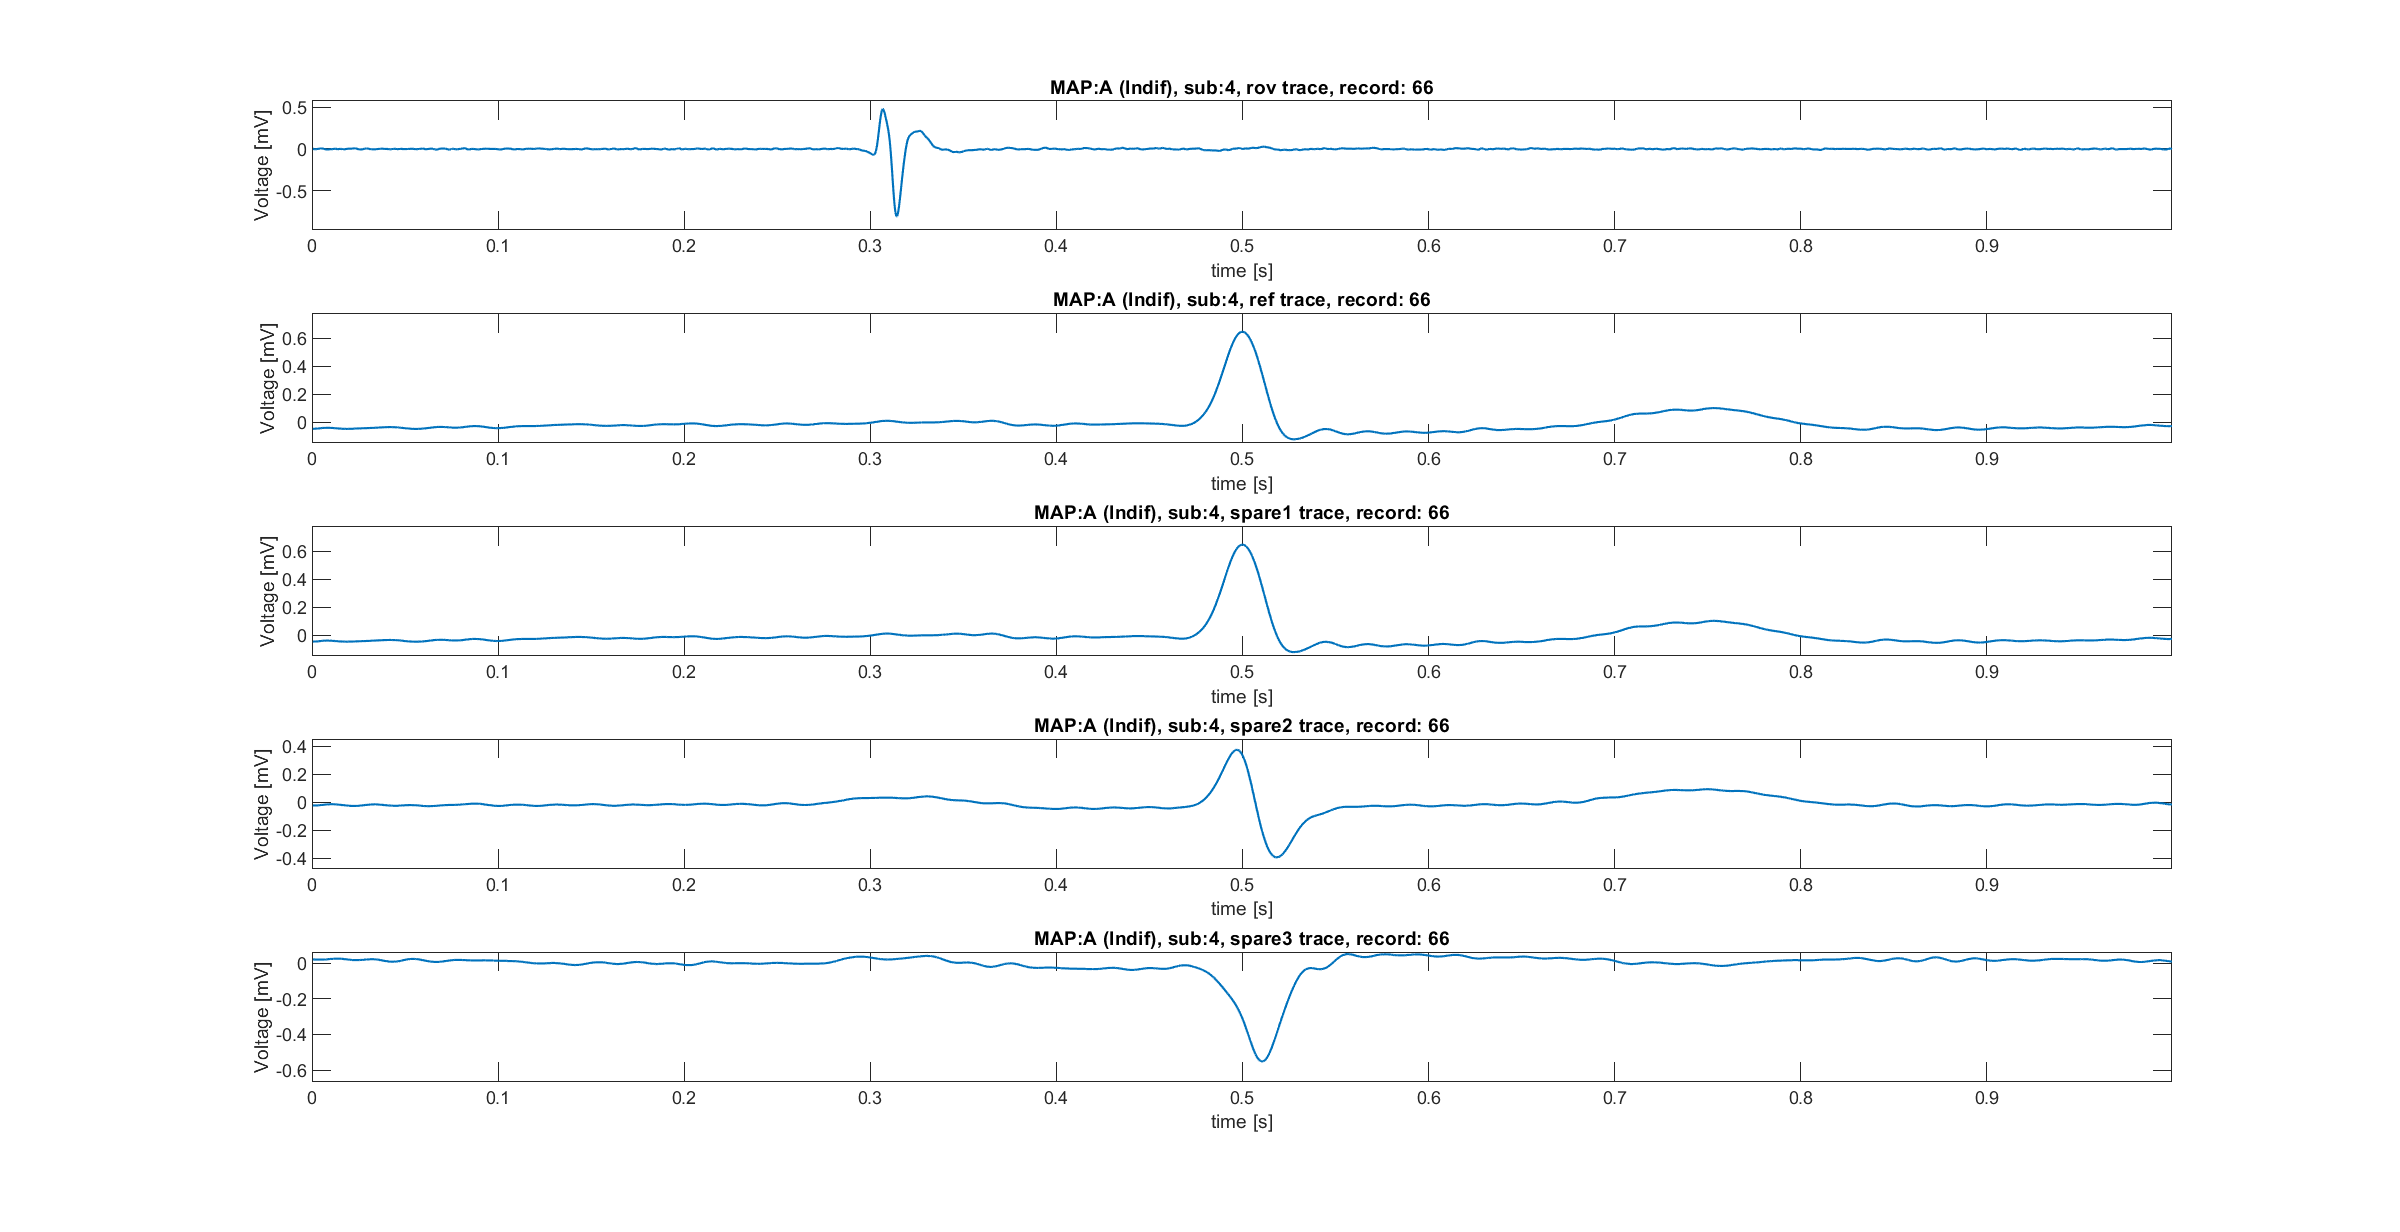 MAP:A (Indif), sub:4, rov trace, record: 66
Voltage [mV]
0.5
0
-0.5
0 0.1 0.2 0.3 0.4 0.5 0.6 0.7 0.8 0.9
time [s]
MAP:A (Indif), sub:4, ref trace, record: 66
Voltage [mV]
0.6
0.4
0.2
0
0 0.1 0.2 0.3 0.4 0.5 0.6 0.7 0.8 0.9
time [s]
MAP:A (Indif), sub:4, spare1 trace, record: 66
Voltage [mV]
0.6
0.4
0.2
0
0 0.1 0.2 0.3 0.4 0.5 0.6 0.7 0.8 0.9
time [s]
MAP:A (Indif), sub:4, spare2 trace, record: 66
Voltage [mV]
0.4
0.2
0
-0.2
-0.4
0 0.1 0.2 0.3 0.4 0.5 0.6 0.7 0.8 0.9
time [s]
MAP:A (Indif), sub:4, spare3 trace, record: 66
Voltage [mV]
0
-0.2
-0.4
-0.6
0 0.1 0.2 0.3 0.4 0.5 0.6 0.7 0.8 0.9
time [s]